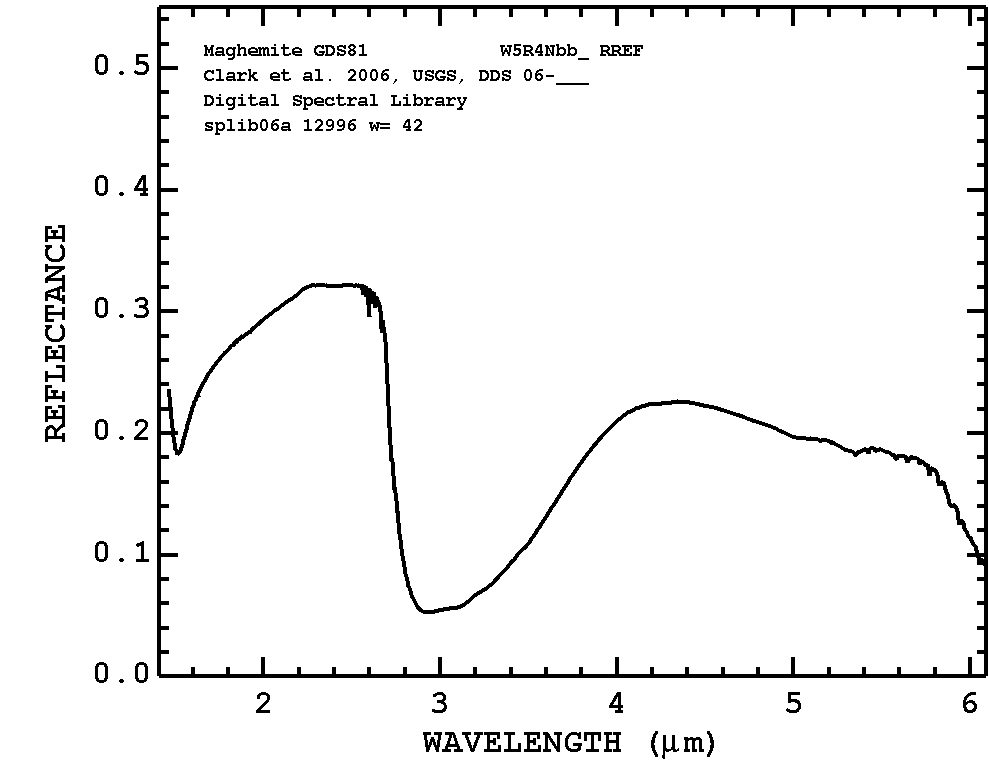 Maghemite GDS81 W5R4Nbb_ RREF
Clark et al. 2006, USGS, DDS 06-___
Digital Spectral Library
splib06a 12996 w= 42
0.5
0.4
0.3
0.2
0.1
0.0
REFLECTANCE
2 3 4 5 6
WAVELENGTH (μm)